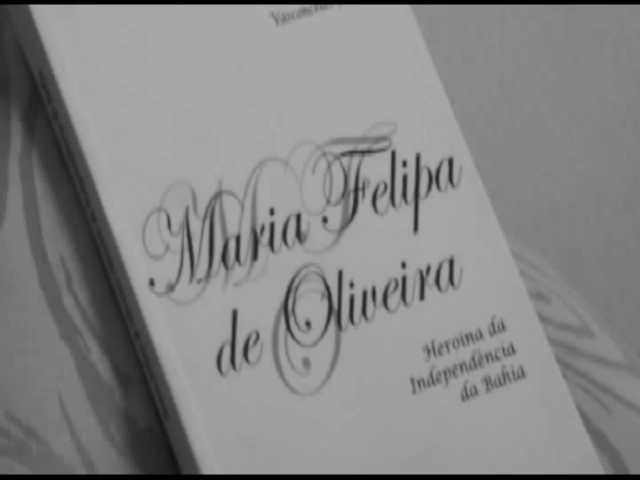 Maria Felipa
de Oliveira
Heroína da
Independência
da Bahia